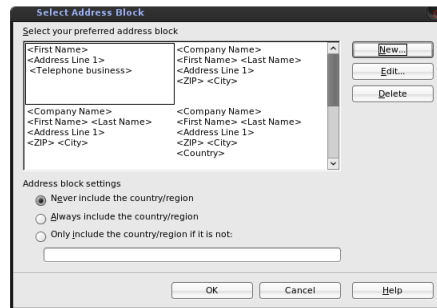 Select Address Block
Select your preferred address block
<First Name>
<Address Line 1>
<Telephone business>
<Company Name>
<First Name> <Last Name>
<Address Line 1>
<ZIP> <City>
<Company Name>
<First Name> <Last Name>
<Address Line 1>
<ZIP> <City>
<Company Name>
<First Name> <Last Name>
<Address Line 1>
<ZIP> <City>
<Country>
New...
Edit...
Delete
Address block settings
Never include the country/region
Always include the country/region
Only include the country/region if it is not:
OK
Cancel
Help